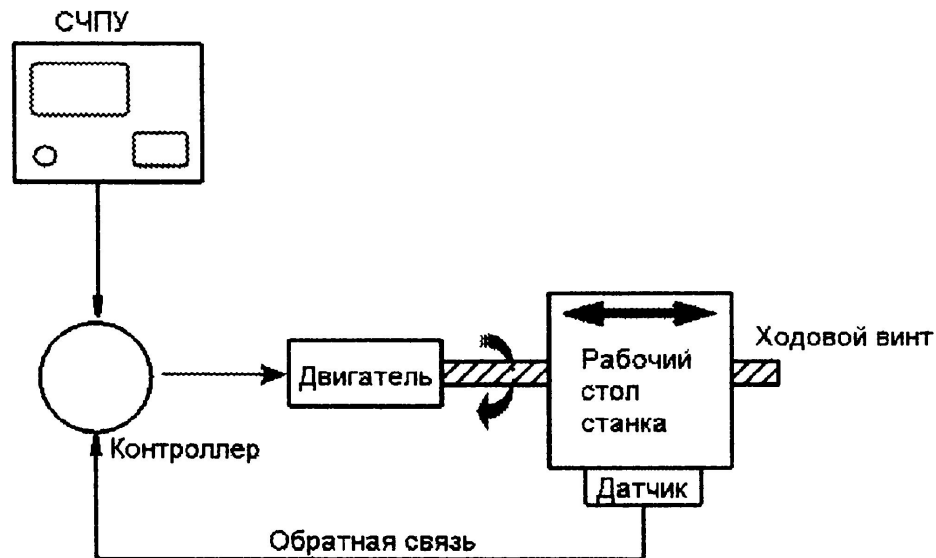 СЧПУ
Ходовой винт
Двигатель
Рабочий
стол
станка
Контроллер
Датчик
Обратная связь